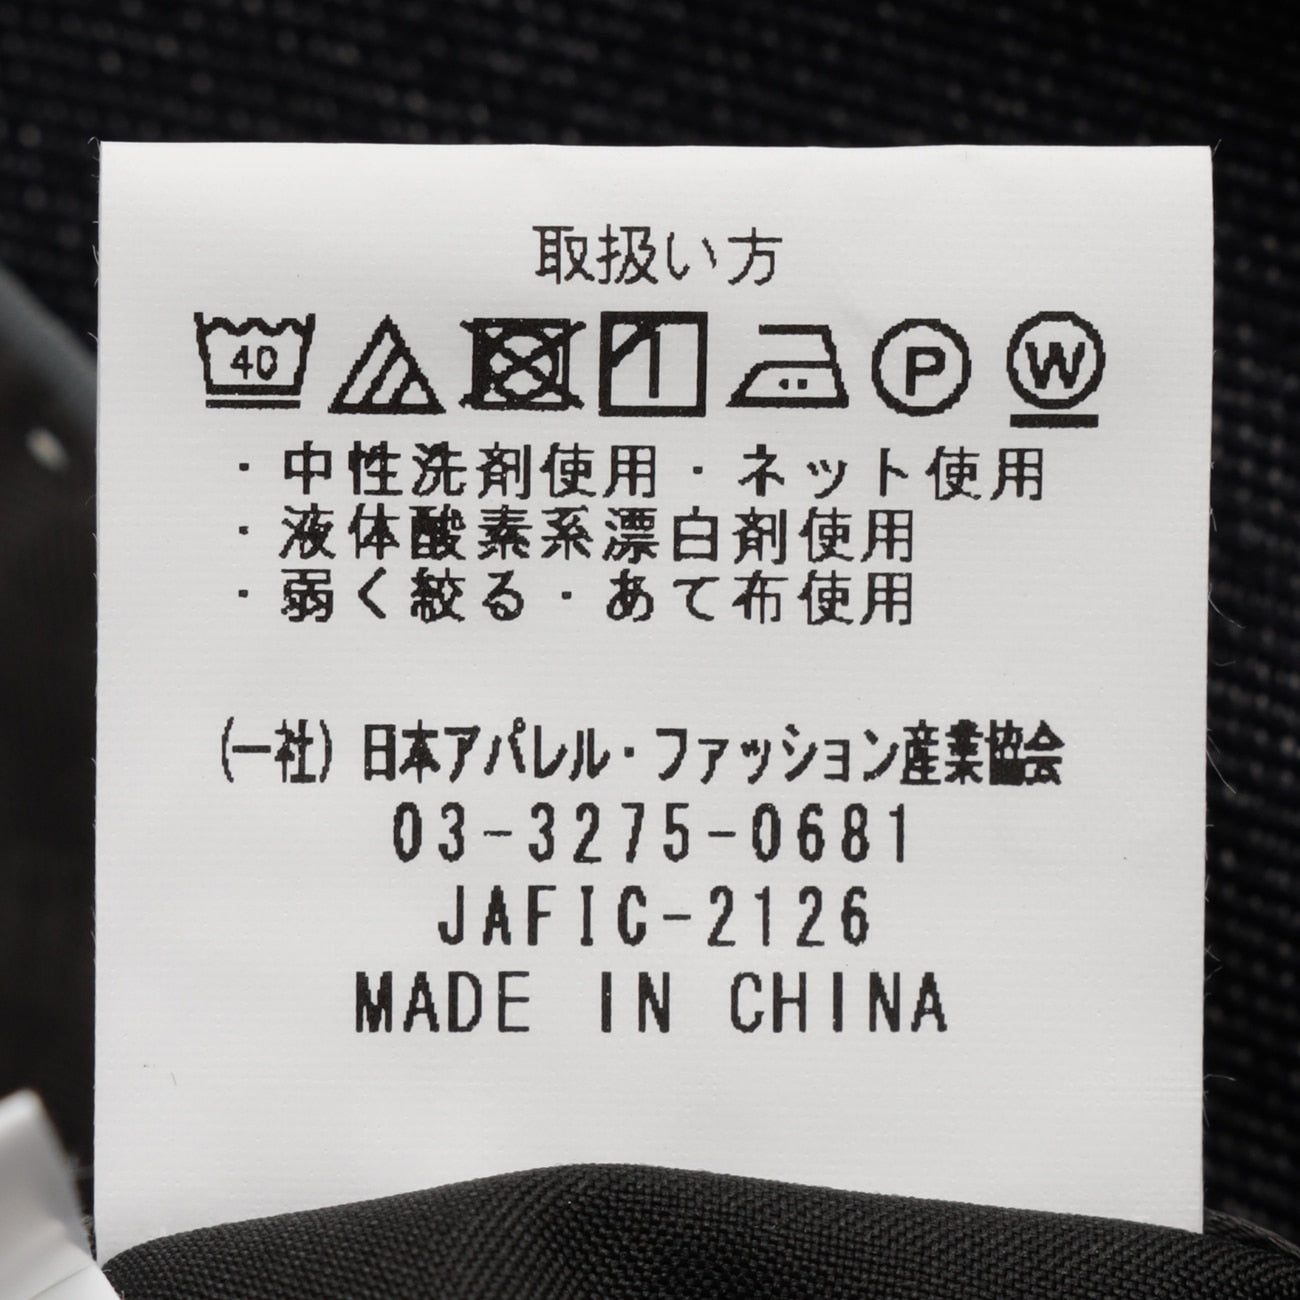 取扱い方
40 P W
・中性洗剤使用・ネット使用
・液体酸素系漂白剤使用
・弱く絞る・あて布使用
(一社)日本アパレル・ファッション産業協会
03-3275-0681
JAFIC-2126
MADE IN CHINA